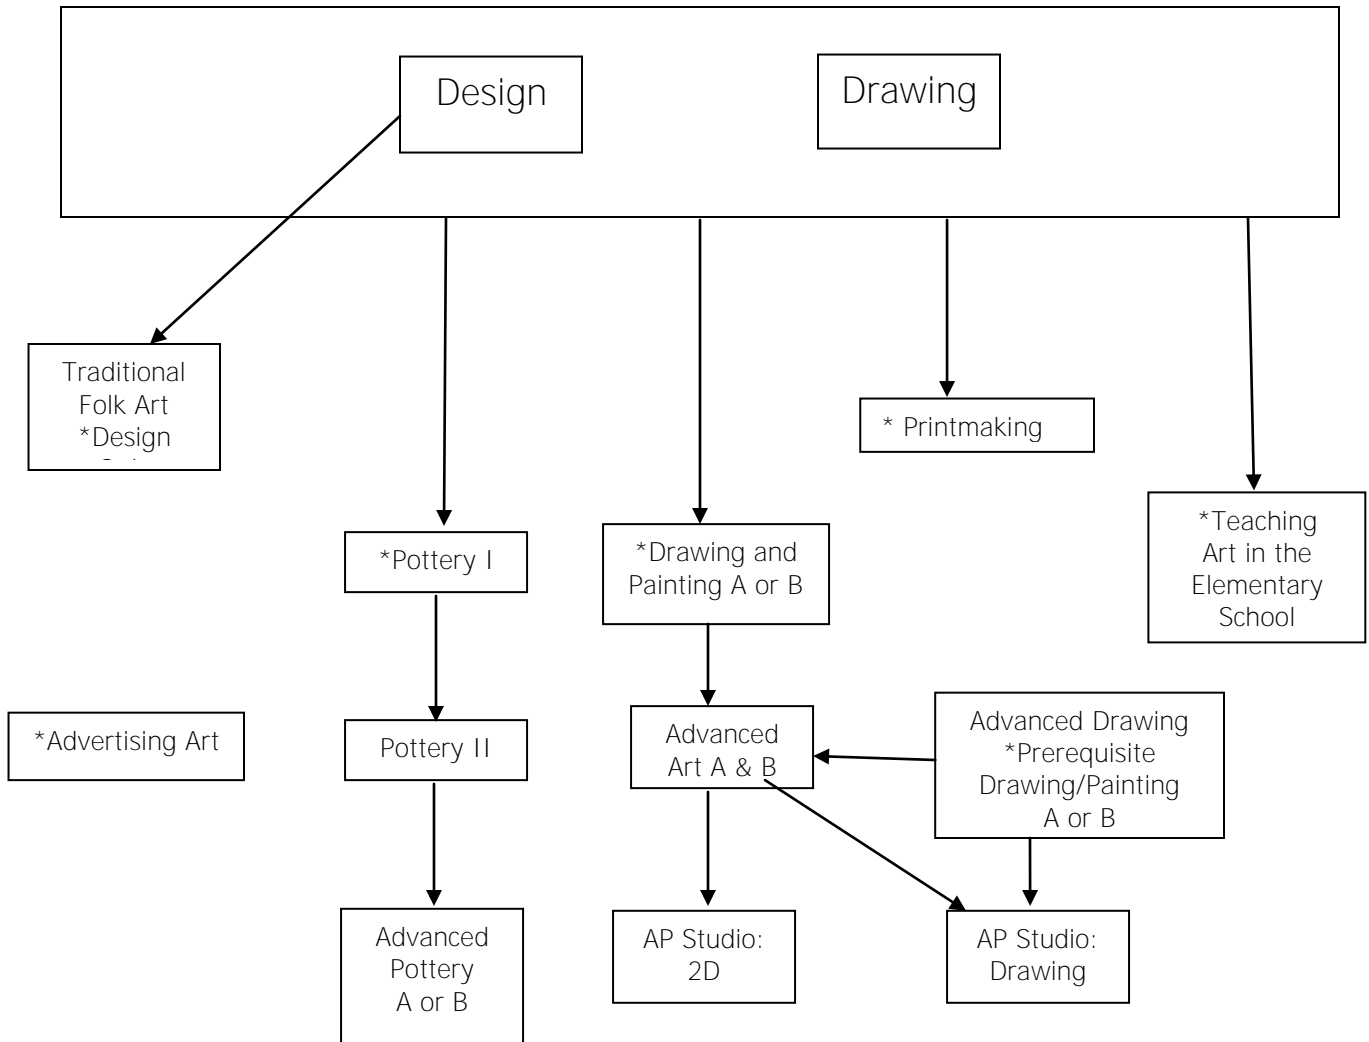 Design
Drawing
Traditional
Folk Art
*Design
* Printmaking
*Teaching
Art in the
Elementary
School
*Pottery I
*Drawing and
Painting A or B
*Advertising Art
Pottery II
Advanced
Art A & B
Advanced Drawing
*Prerequisite
Drawing/Painting
A or B
Advanced
Pottery
A or B
AP Studio:
2D
AP Studio:
Drawing